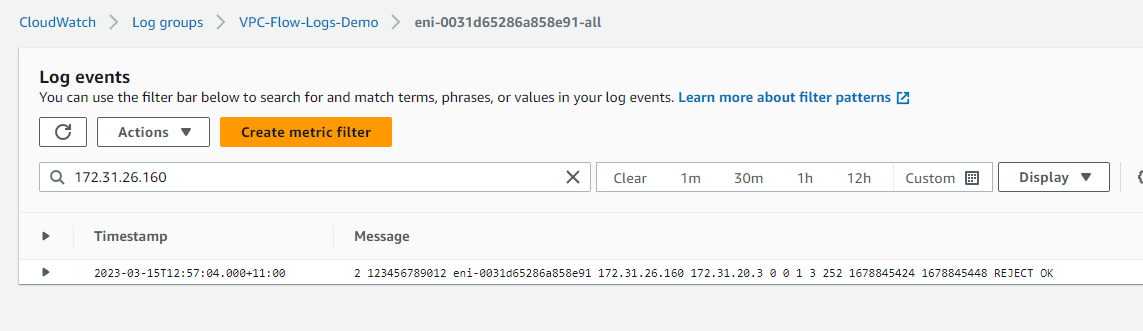 CloudWatch > Log groups > VPC-Flow-Logs-Demo > eni-0031d65286a858e91-all
Log events
You can use the filter bar below to search for and match terms, phrases, or values in your log events. Learn more about filter patterns
Actions Create metric filter
172.31.26.160 Clear 1m 30m 1h 12h Custom Display
Timestamp Message
2023-03-15T12:57:04.000+11:00 2 123456789012 eni-0031d65286a858e91 172.31.26.160 172.31.20.3 0 0 1 3 252 1678845424 1678845448 REJECT OK